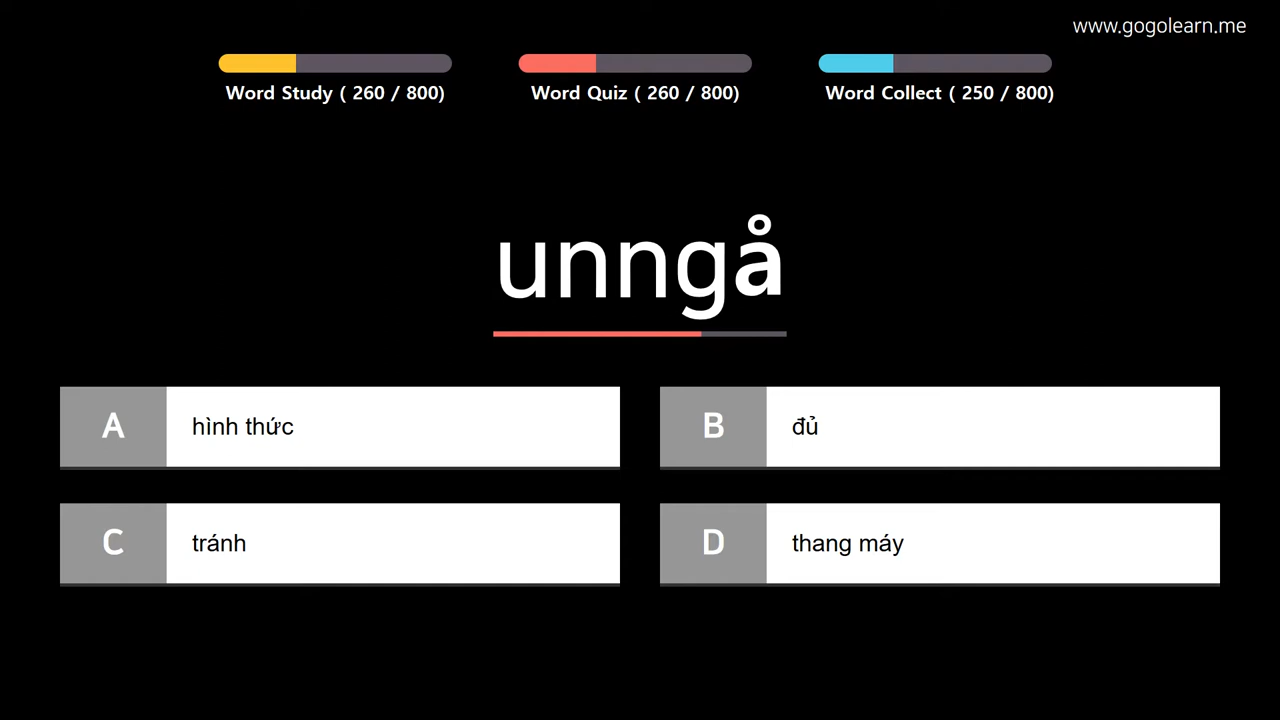 www.gogolearn.me
Word Study ( 260 / 800)
Word Quiz ( 260 / 800)
Word Collect ( 250 / 800)
unngå
A hình thức
B đủ
C tránh
D thang máy